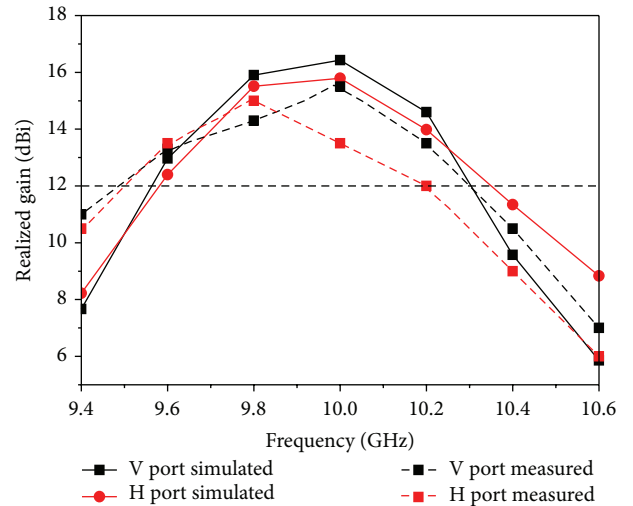 Realized gain (dBi)
18
16
14
12
10
8
6
9.4 9.6 9.8 10.0 10.2 10.4 10.6
Frequency (GHz)
V port simulated V port measured
H port simulated H port measured